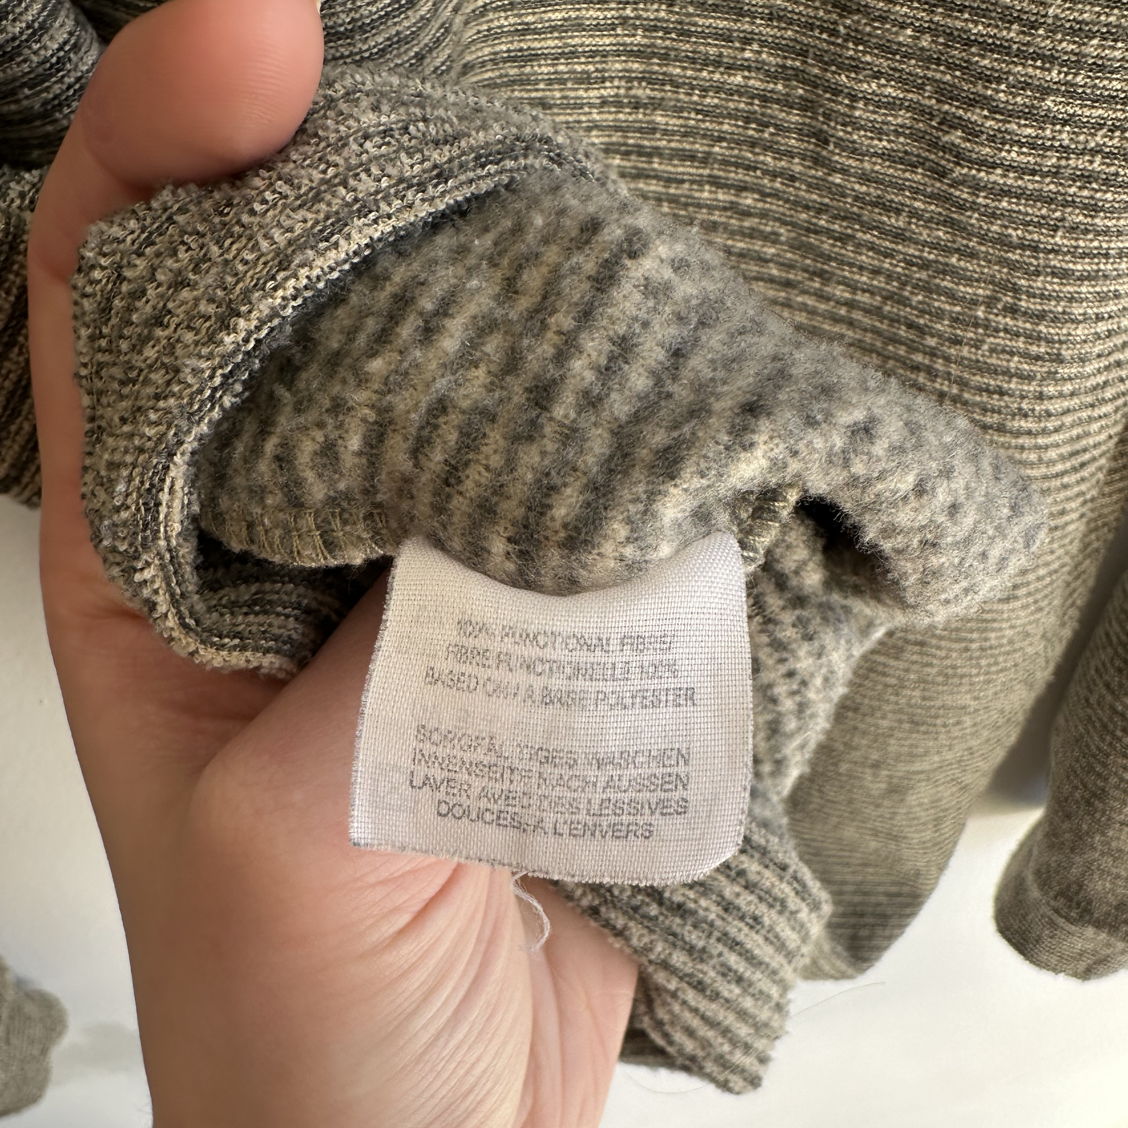 100% FUNCTIONAL FIBRE/
FIBRE FUNCTIONELLE 100%
BASED ON / A BASE POLYESTER
SORGFÄLTIGES WASCHEN
INNENSEITE NACH AUSSEN
LAVER AVEC DES LESSIVES
DOUCES, A L'ENVERS